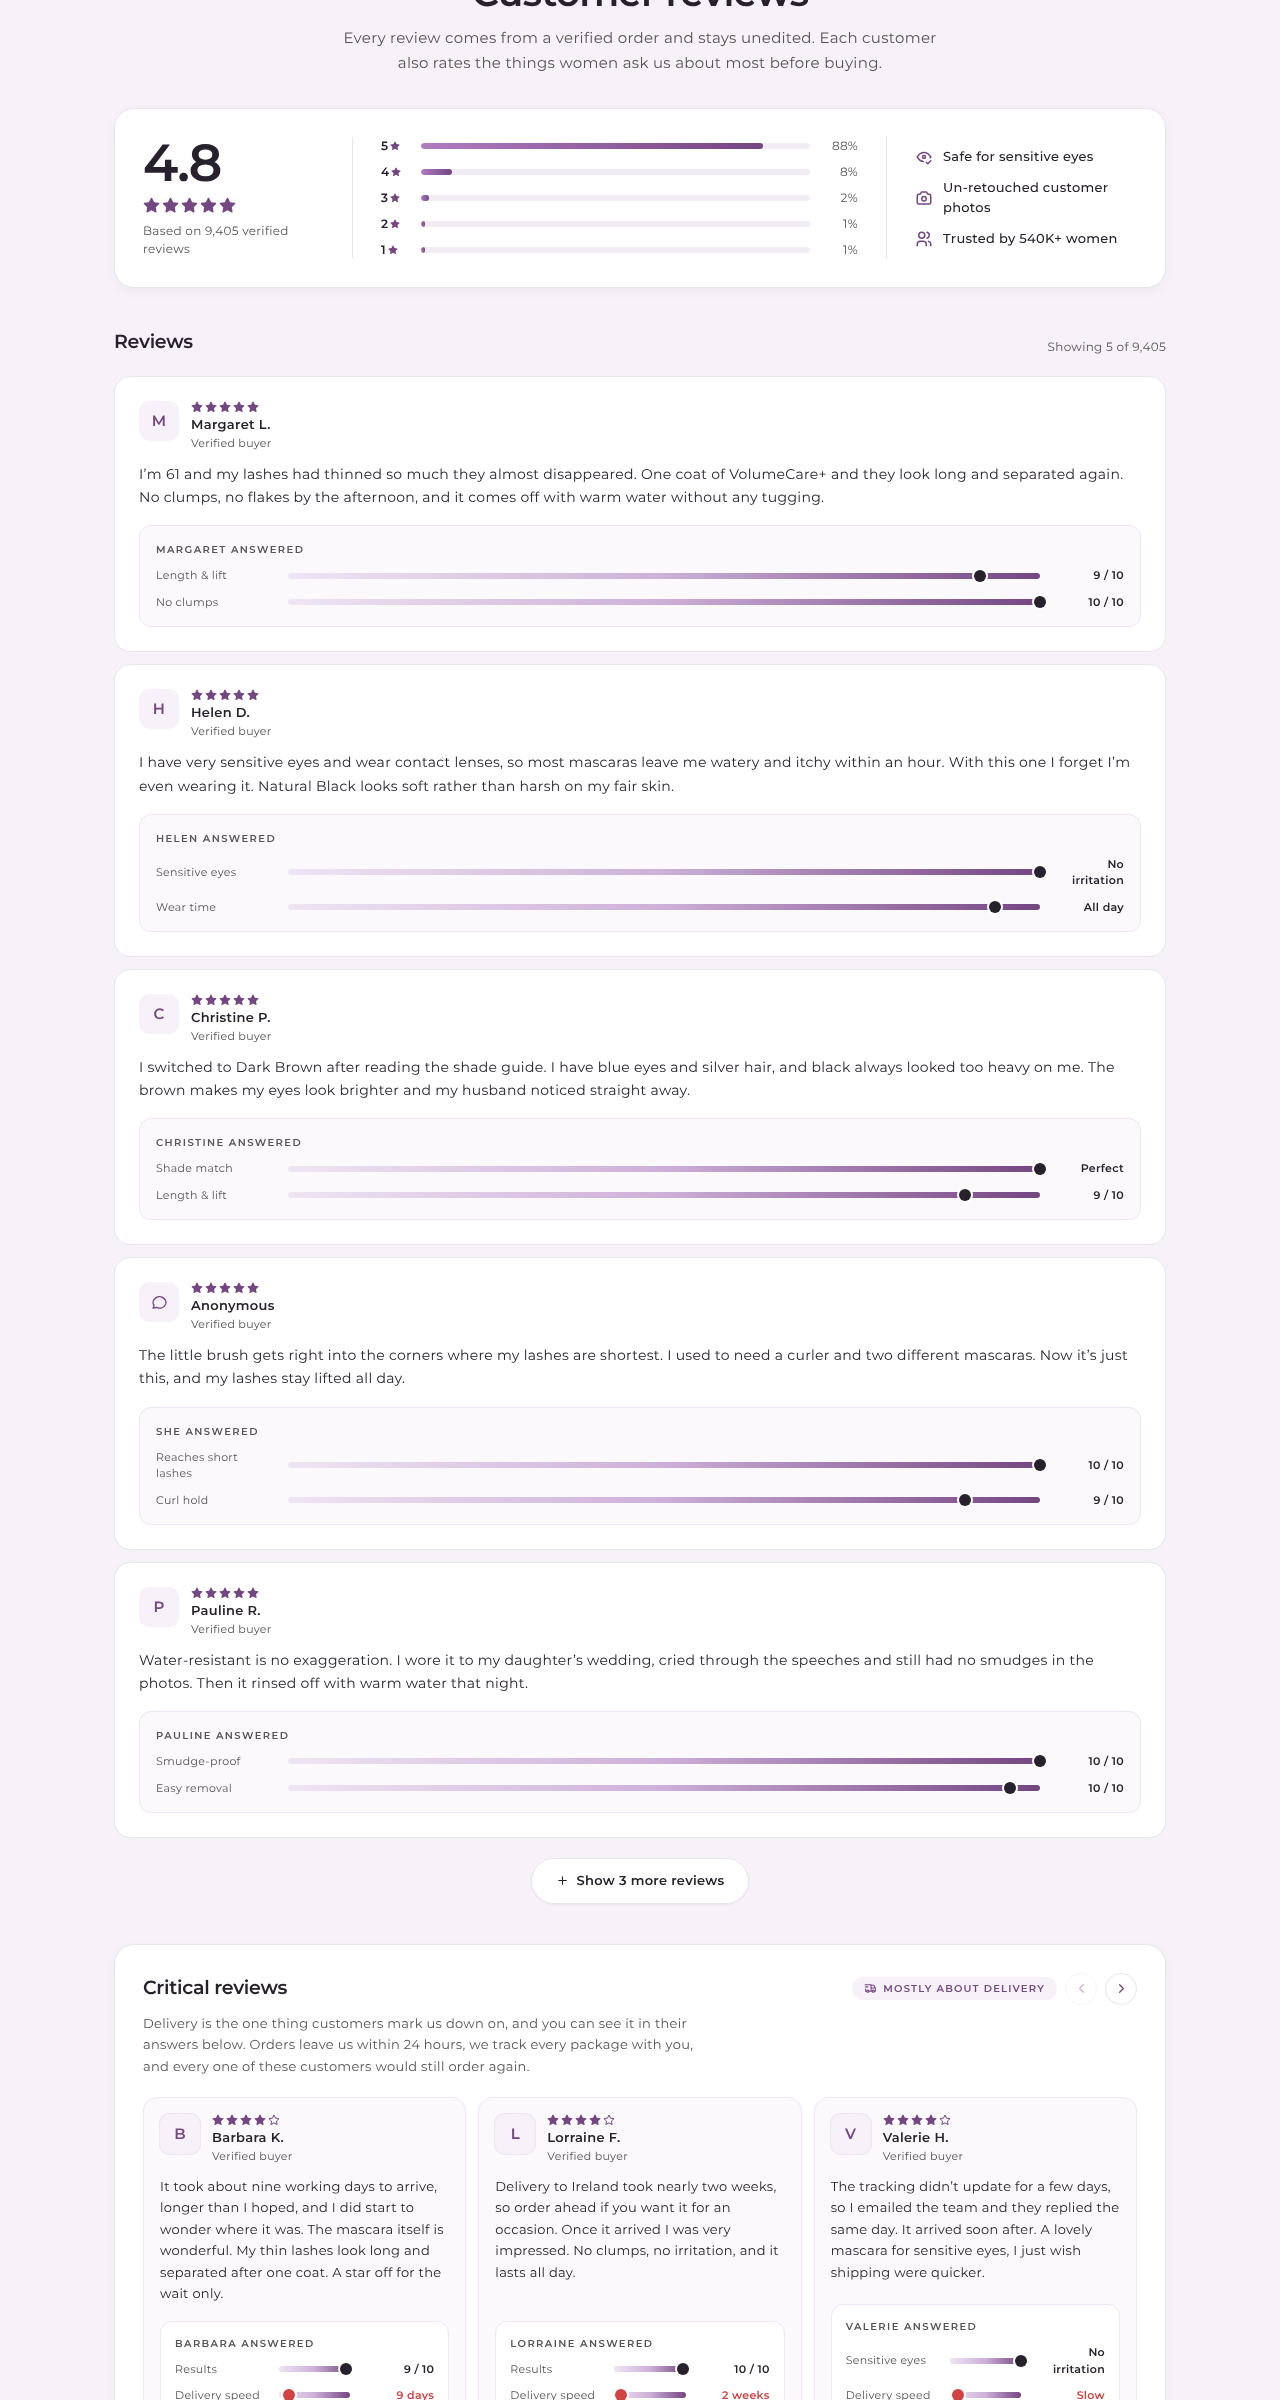 Customer reviews
Every review comes from a verified order and stays unedited. Each customer
also rates the things women ask us about most before buying.
4.8
Based on 9,405 verified
reviews
5
88%
4
8%
3
2%
2
1%
1
1%
Safe for sensitive eyes
Un-retouched customer
photos
Trusted by 540K+ women
Reviews
Showing 5 of 9,405
M
Margaret L.
Verified buyer
I’m 61 and my lashes had thinned so much they almost disappeared. One coat of VolumeCare+ and they look long and separated again.
No clumps, no flakes by the afternoon, and it comes off with warm water without any tugging.
MARGARET ANSWERED
Length & lift
9 / 10
No clumps
10 / 10
H
Helen D.
Verified buyer
I have very sensitive eyes and wear contact lenses, so most mascaras leave me watery and itchy within an hour. With this one I forget I’m
even wearing it. Natural Black looks soft rather than harsh on my fair skin.
HELEN ANSWERED
Sensitive eyes
No
irritation
Wear time
All day
C
Christine P.
Verified buyer
I switched to Dark Brown after reading the shade guide. I have blue eyes and silver hair, and black always looked too heavy on me. The
brown makes my eyes look brighter and my husband noticed straight away.
CHRISTINE ANSWERED
Shade match
Perfect
Length & lift
9 / 10
Anonymous
Verified buyer
The little brush gets right into the corners where my lashes are shortest. I used to need a curler and two different mascaras. Now it’s just
this, and my lashes stay lifted all day.
SHE ANSWERED
Reaches short
lashes
10 / 10
Curl hold
9 / 10
P
Pauline R.
Verified buyer
Water-resistant is no exaggeration. I wore it to my daughter’s wedding, cried through the speeches and still had no smudges in the
photos. Then it rinsed off with warm water that night.
PAULINE ANSWERED
Smudge-proof
10 / 10
Easy removal
10 / 10
+ Show 3 more reviews
Critical reviews
MOSTLY ABOUT DELIVERY
Delivery is the one thing customers mark us down on, and you can see it in their
answers below. Orders leave us within 24 hours, we track every package with you,
and every one of these customers would still order again.
B
Barbara K.
Verified buyer
It took about nine working days to arrive,
longer than I hoped, and I did start to
wonder where it was. The mascara itself is
wonderful. My thin lashes look long and
separated after one coat. A star off for the
wait only.
BARBARA ANSWERED
Results
9 / 10
Delivery speed
9 days
L
Lorraine F.
Verified buyer
Delivery to Ireland took nearly two weeks,
so order ahead if you want it for an
occasion. Once it arrived I was very
impressed. No clumps, no irritation, and it
lasts all day.
LORRAINE ANSWERED
Results
10 / 10
Delivery speed
2 weeks
V
Valerie H.
Verified buyer
The tracking didn’t update for a few days,
so I emailed the team and they replied the
same day. It arrived soon after. A lovely
mascara for sensitive eyes, I just wish
shipping were quicker.
VALERIE ANSWERED
Sensitive eyes
No
irritation
Delivery speed
Slow